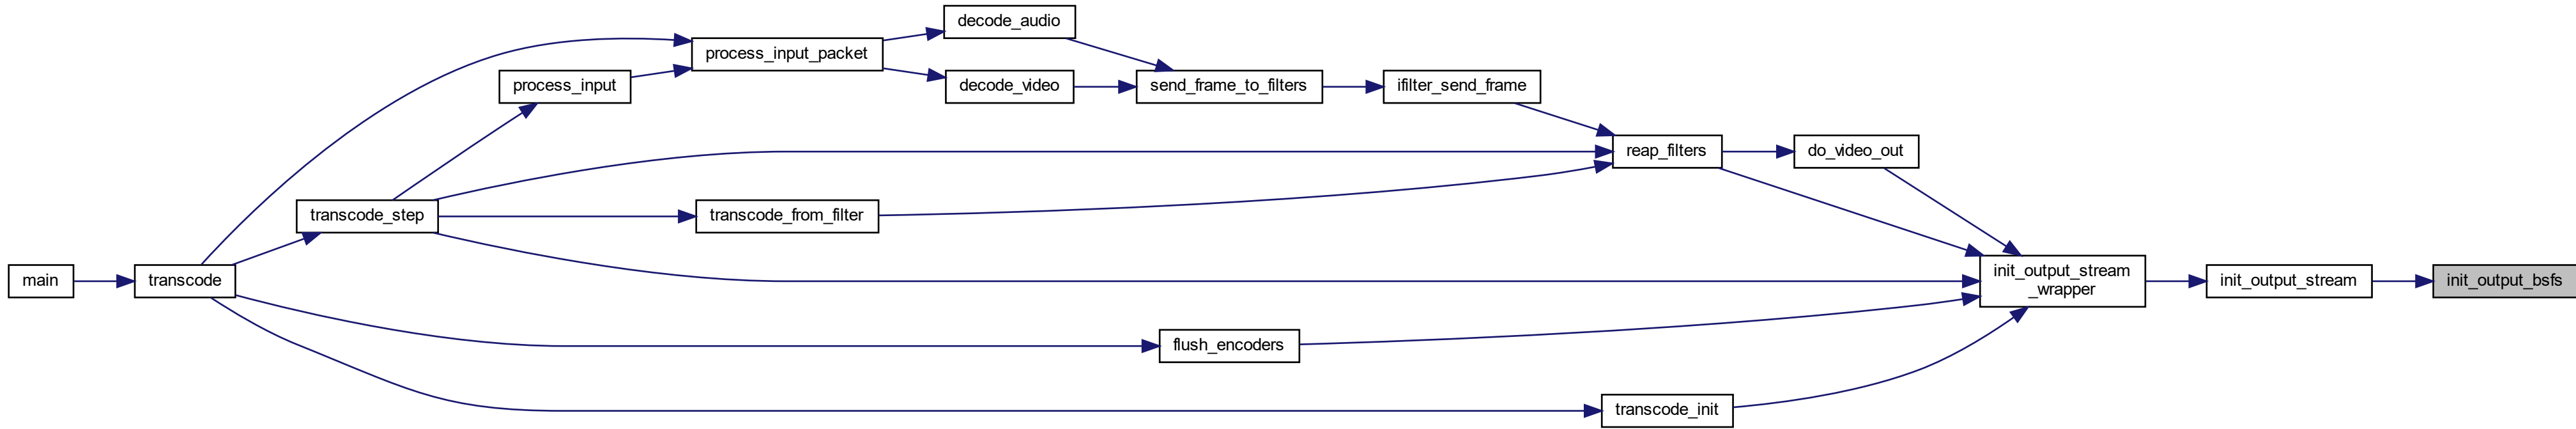 decode_audio
process_input_packet
process_input
decode_video
send_frame_to_filters
ifilter_send_frame
reap_filters
do_video_out
transcode_step
transcode_from_filter
main
transcode
init_output_stream
_wrapper
init_output_stream
init_output_bsfs
flush_encoders
transcode_init